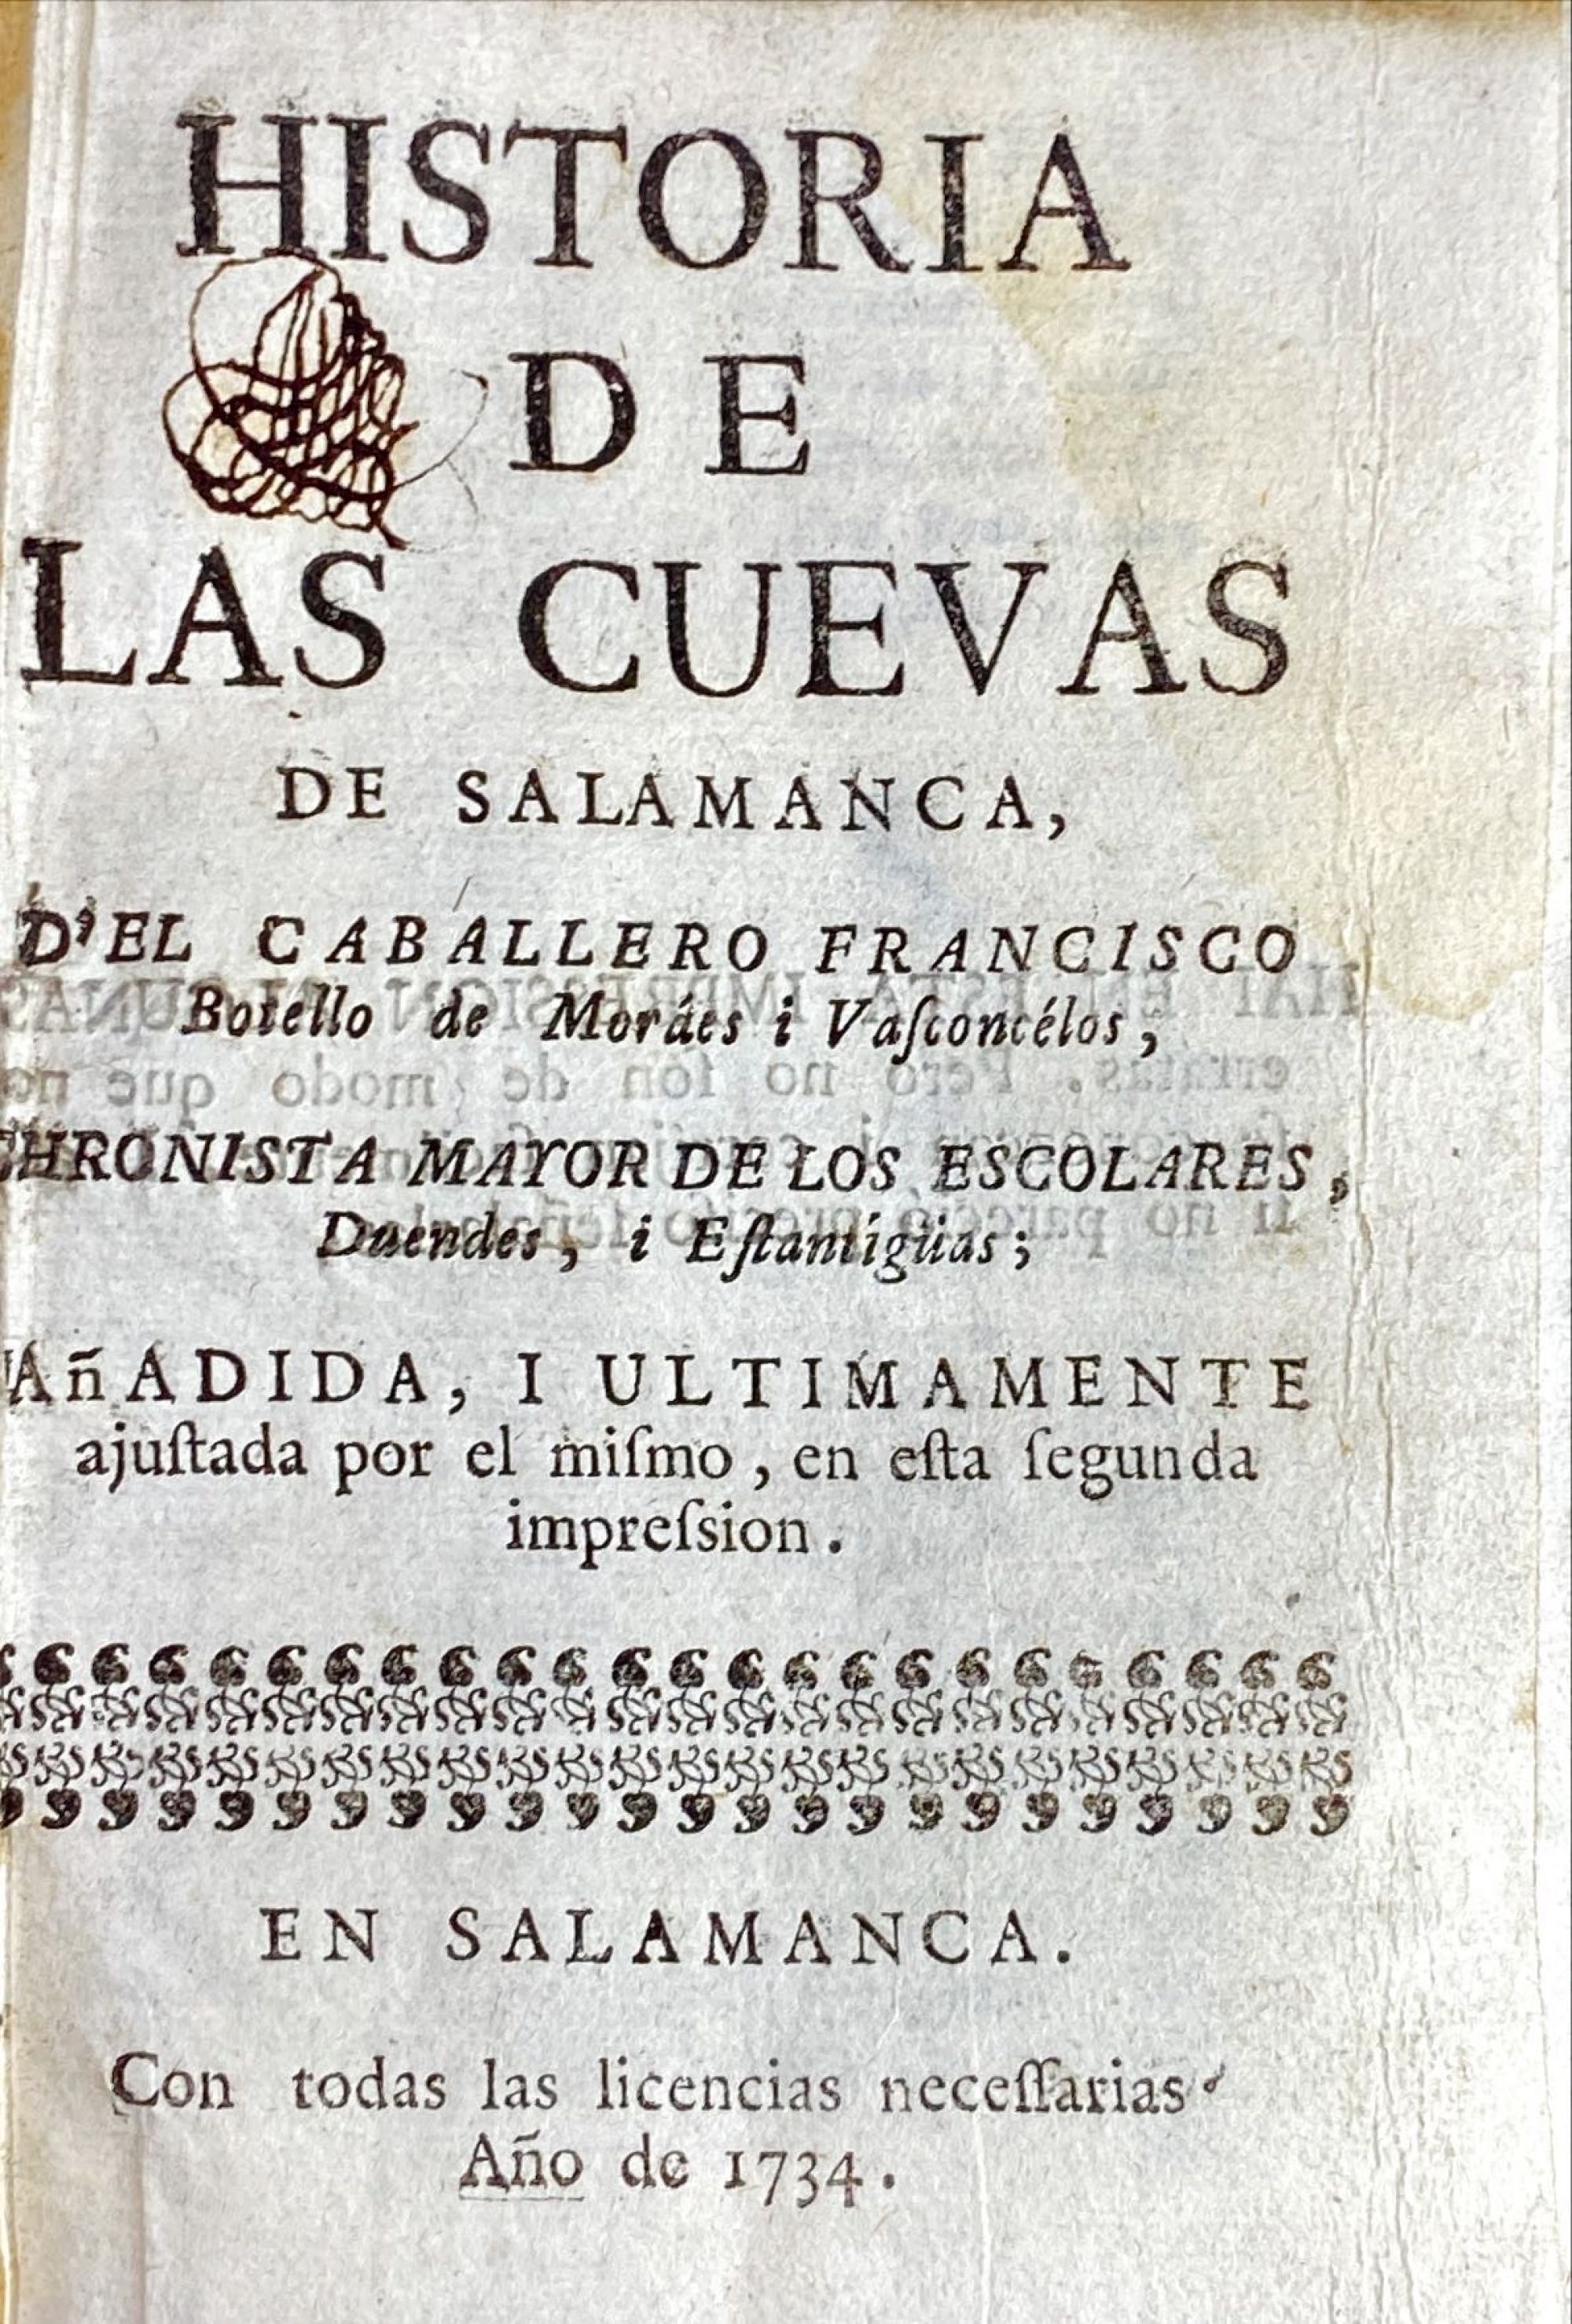 HISTORIA
DE
LAS CUEVAS
DE SALAMANCA,
D'EL CABALLERO FRANCISCO
Botello de Moráes i Vaſconcélos,
CHRONISTA MAYOR DE LOS ESCOLARES,
Duendes, i Eſtantigüas;
AñADIDA, I ULTIMAMENTE
ajuſtada por el miſmo, en eſta ſegunda
impreſsion.
EN SALAMANCA.
Con todas las licencias neceſſarias.
Año de 1734.